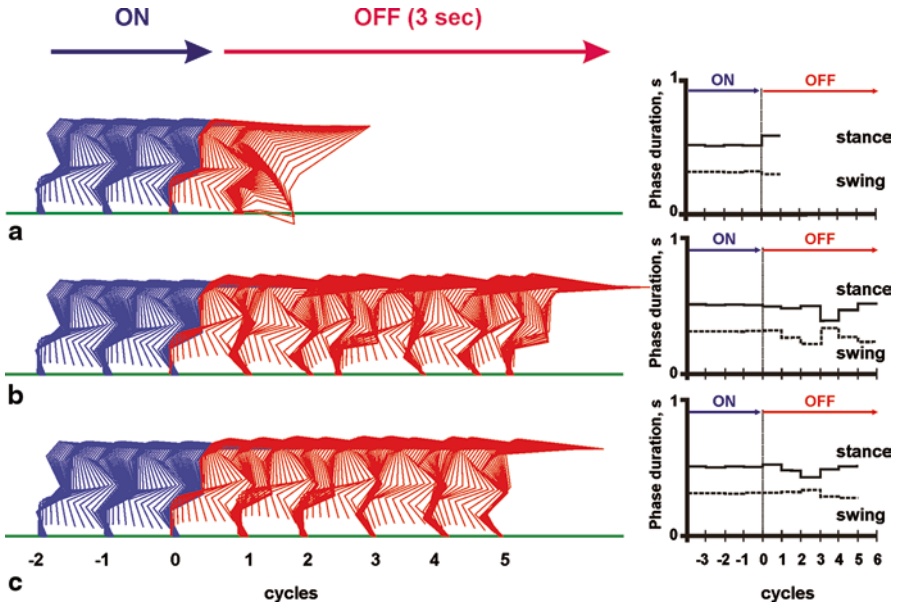 ON OFF (3 sec)
1
ON OFF
Phase duration, s
stance
swing
0
a
1
ON OFF
Phase duration, s
stance
swing
0
b
1
ON OFF
Phase duration, s
stance
swing
0
-3 -2 -1 0 1 2 3 4 5 6
cycles
-2 -1 0 1 2 3 4 5
cycles
c